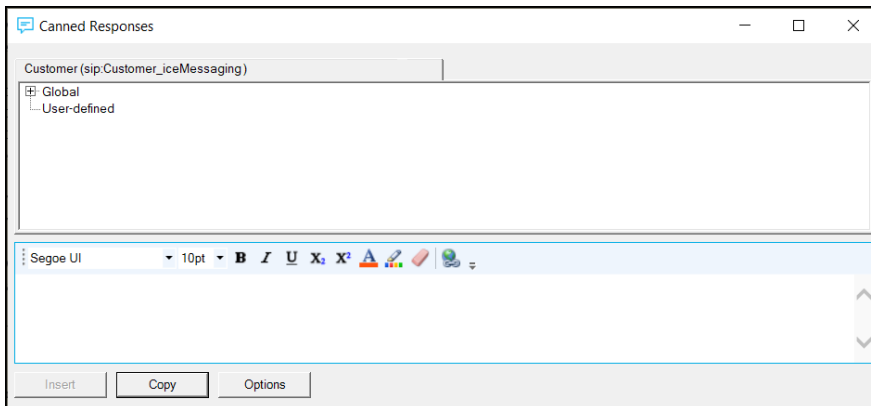 Canned Responses
Customer (sip:Customer_iceMessaging)
Global
User-defined
Segoe UI 10pt B I U X₂ X² A
Insert Copy Options